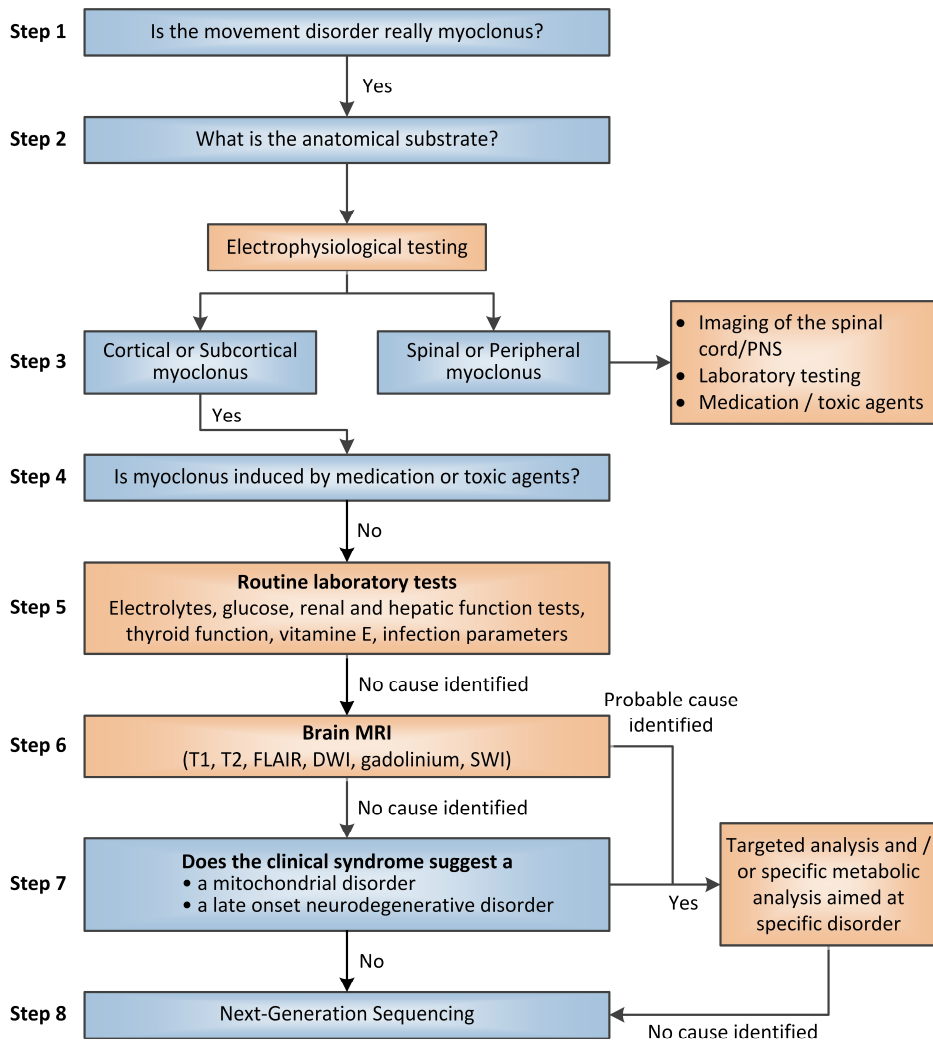 Step 1
Is the movement disorder really myoclonus?
Yes
Step 2
What is the anatomical substrate?
Electrophysiological testing
Step 3
Cortical or Subcortical
myoclonus
Spinal or Peripheral
myoclonus
• Imaging of the spinal
cord/PNS
• Laboratory testing
• Medication / toxic agents
Yes
Step 4
Is myoclonus induced by medication or toxic agents?
No
Step 5
Routine laboratory tests
Electrolytes, glucose, renal and hepatic function tests,
thyroid function, vitamine E, infection parameters
No cause identified
Probable cause
identified
Step 6
Brain MRI
(T1, T2, FLAIR, DWI, gadolinium, SWI)
No cause identified
Step 7
Does the clinical syndrome suggest a
• a mitochondrial disorder
• a late onset neurodegenerative disorder
Yes
Targeted analysis and /
or specific metabolic
analysis aimed at
specific disorder
No
Step 8
Next-Generation Sequencing
No cause identified